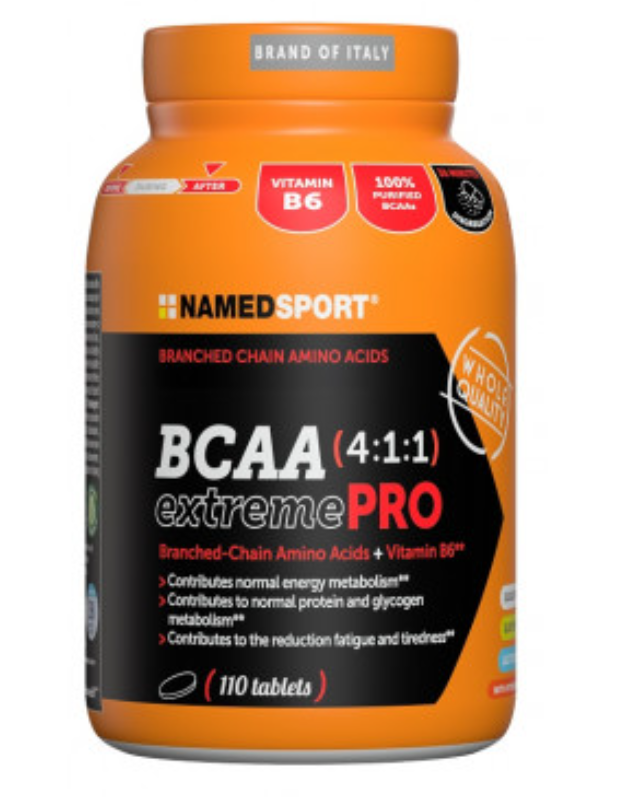 BRAND OF ITALY
AFTER
VITAMIN
B6
100%
PURIFIED
BCAAs
NAMEDSPORT®
BRANCHED CHAIN AMINO ACIDS
WHOLE
QUALITY
BCAA (4:1:1)
extremePRO
Branched-Chain Amino Acids + Vitamin B6**
Contributes normal energy metabolism**
Contributes to normal protein and glycogen
metabolism**
Contributes to the reduction fatigue and tiredness**
(110 tablets)